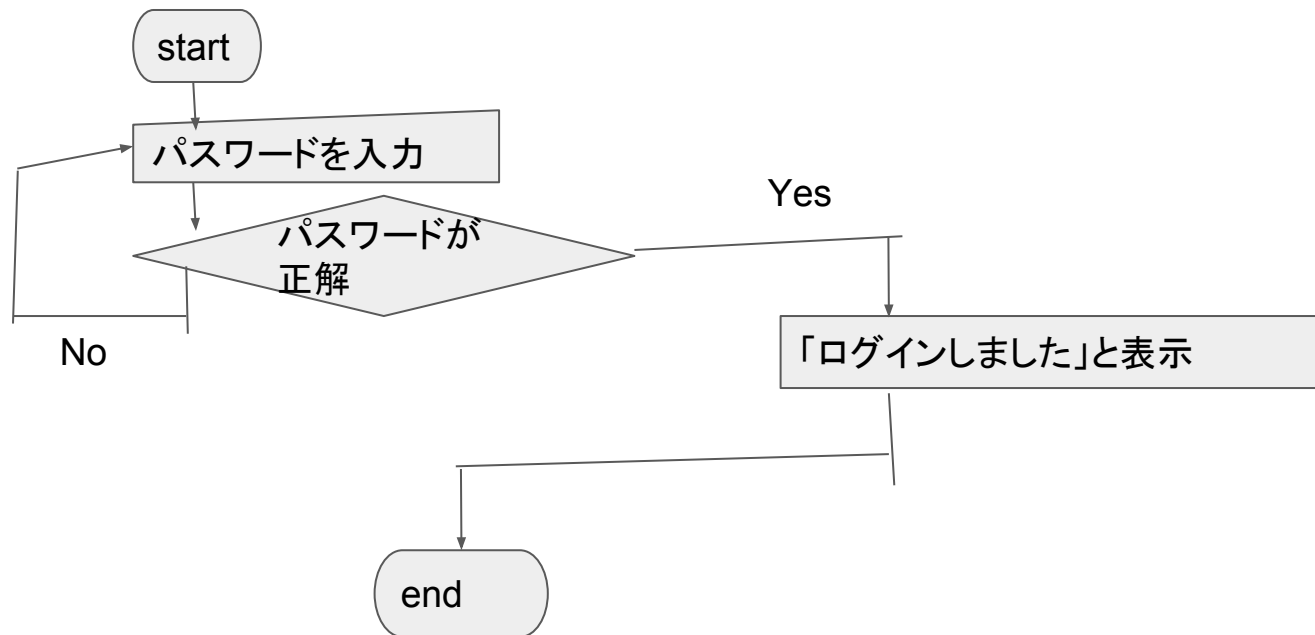 start
パスワードを入力
Yes
パスワードが
正解
No
「ログインしました」と表示
end